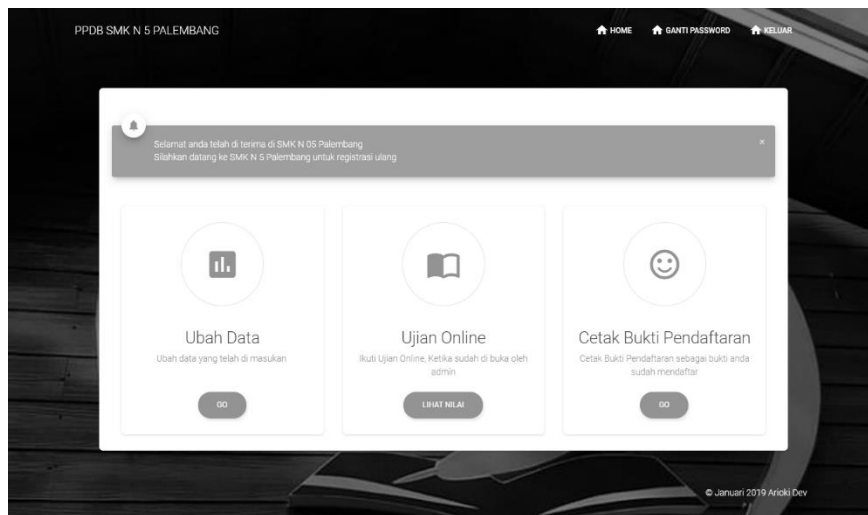 PPDB SMK N 5 PALEMBANG
HOME
GANTI PASSWORD
KELUAR
Selamat anda telah di terima di SMK N 05 Palembang
Silahkan datang ke SMK N 5 Palembang untuk registrasi ulang
×
Ubah Data
Ubah data yang telah di masukan
GO
Ujian Online
Ikuti Ujian Online, Ketika sudah di buka oleh
admin
LIHAT NILAI
Cetak Bukti Pendaftaran
Cetak Bukti Pendaftaran sebagai bukti anda
sudah mendaftar
GO
© Januari 2019 Arioki Dev